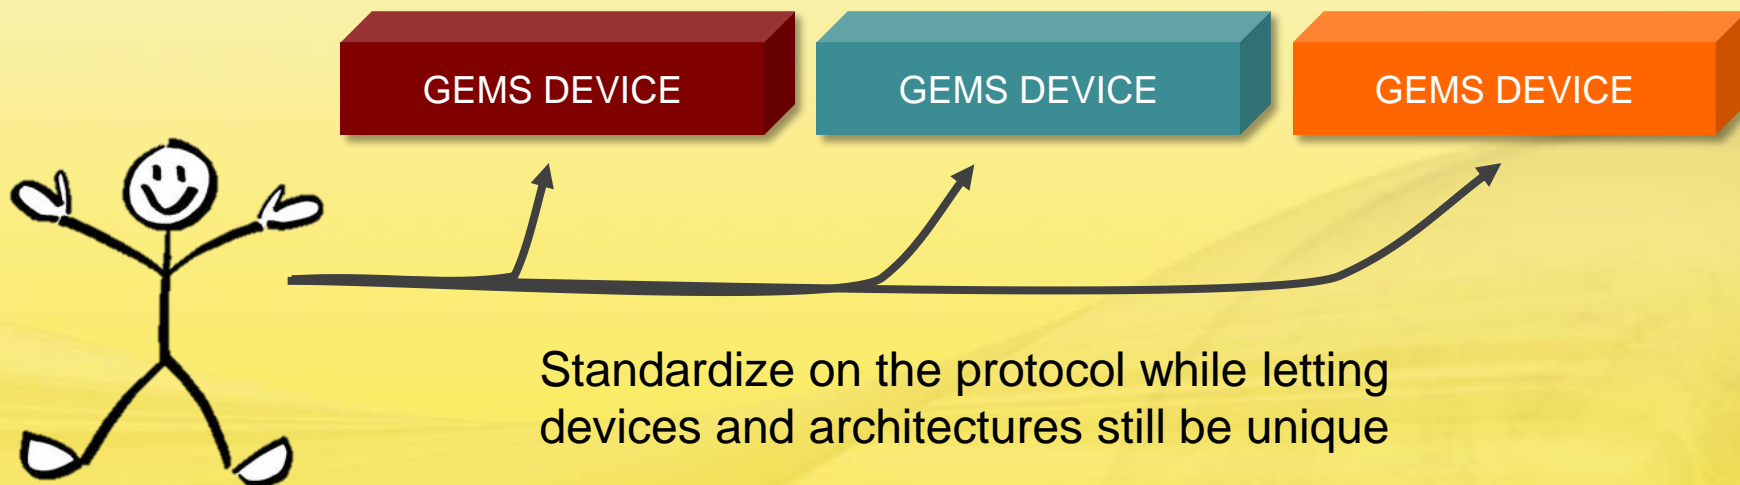 GEMS DEVICE
GEMS DEVICE
GEMS DEVICE
Standardize on the protocol while letting
devices and architectures still be unique